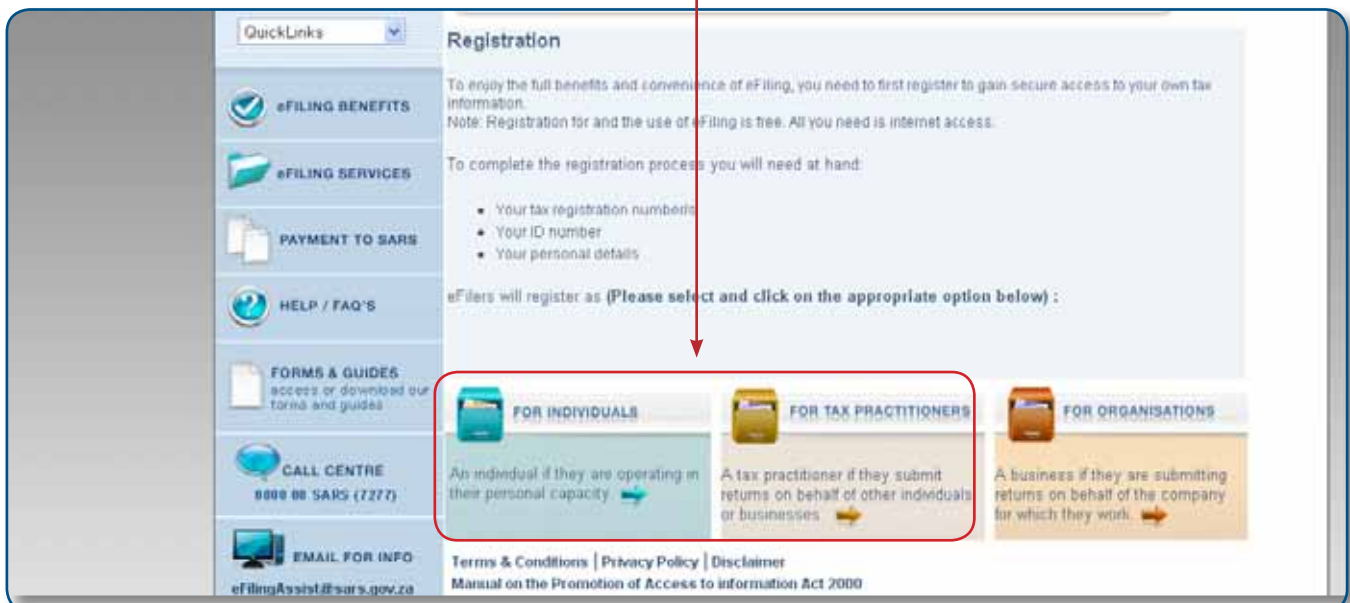 QuickLinks
eFILING BENEFITS
eFILING SERVICES
PAYMENT TO SARS
HELP / FAQ'S
FORMS & GUIDES
access or download our
forms and guides
CALL CENTRE
0800 00 SARS (7277)
EMAIL FOR INFO
eFilingAssist@sars.gov.za
Registration
To enjoy the full benefits and convenience of eFiling, you need to first register to gain secure access to your own tax
information.
Note: Registration for and the use of eFiling is free. All you need is internet access.
To complete the registration process you will need at hand:
• Your tax registration number/s
• Your ID number
• Your personal details
eFilers will register as (Please select and click on the appropriate option below) :
FOR INDIVIDUALS
An individual if they are operating in
their personal capacity.
FOR TAX PRACTITIONERS
A tax practitioner if they submit
returns on behalf of other individuals
or businesses.
FOR ORGANISATIONS
A business if they are submitting
returns on behalf of the company
for which they work.
Terms & Conditions | Privacy Policy | Disclaimer
Manual on the Promotion of Access to information Act 2000